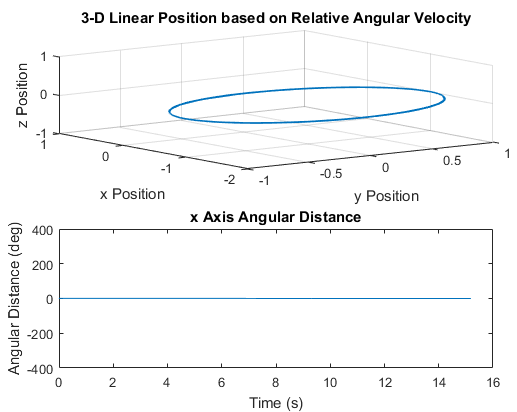 3-D Linear Position based on Relative Angular Velocity
z Position
1
0
-1
1
0
-1
-2
x Position
-1
-0.5
0
0.5
1
y Position
x Axis Angular Distance
Angular Distance (deg)
400
200
0
-200
-400
0 2 4 6 8 10 12 14 16
Time (s)